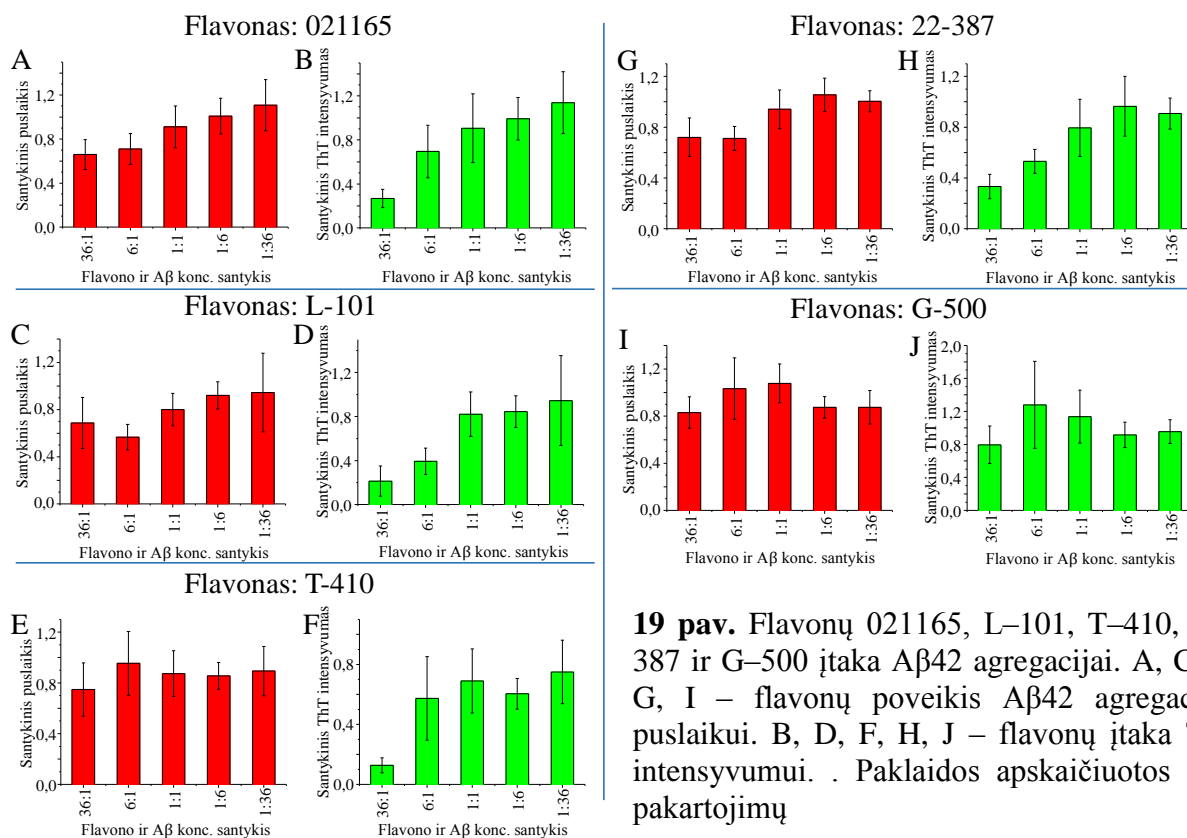 Flavonas: 021165
A
Santykinis puslaikis
1,2
0,8
0,4
0,0
36:1
6:1
1:1
1:6
1:36
Flavono ir Aβ konc. santykis
B
Santykinis ThT intensyvumas
1,2
0,8
0,4
0,0
36:1
6:1
1:1
1:6
1:36
Flavono ir Aβ konc. santykis
Flavonas: L-101
C
Santykinis puslaikis
1,2
0,8
0,4
0,0
36:1
6:1
1:1
1:6
1:36
Flavono ir Aβ konc. santykis
D
Santykinis ThT intensyvumas
1,2
0,8
0,4
0,0
36:1
6:1
1:1
1:6
1:36
Flavono ir Aβ konc. santykis
Flavonas: T-410
E
Santykinis puslaikis
1,2
0,8
0,4
0,0
36:1
6:1
1:1
1:6
1:36
Flavono ir Aβ konc. santykis
F
Santykinis ThT intensyvumas
0,8
0,4
0,0
36:1
6:1
1:1
1:6
1:36
Flavono ir Aβ konc. santykis
Flavonas: 22-387
G
Santykinis puslaikis
1,2
0,8
0,4
0,0
36:1
6:1
1:1
1:6
1:36
Flavono ir Aβ konc. santykis
H
Santykinis ThT intensyvumas
1,2
0,8
0,4
0,0
36:1
6:1
1:1
1:6
1:36
Flavono ir Aβ konc. santykis
Flavonas: G-500
I
Santykinis puslaikis
1,2
0,8
0,4
0,0
36:1
6:1
1:1
1:6
1:36
Flavono ir Aβ konc. santykis
J
Santykinis ThT intensyvumas
2,0
1,6
1,2
0,8
0,4
0,0
36:1
6:1
1:1
1:6
1:36
Flavono ir Aβ konc. santykis
19 pav. Flavonų 021165, L–101, T–410,
387 ir G–500 įtaka Aβ42 agregacijai. A,
G, I – flavonų poveikis Aβ42
puslaikui. B, D, F, H, J – flavonų įtaka
intensyvumui. . Paklaidos apskaičiuotos
pakartojimų